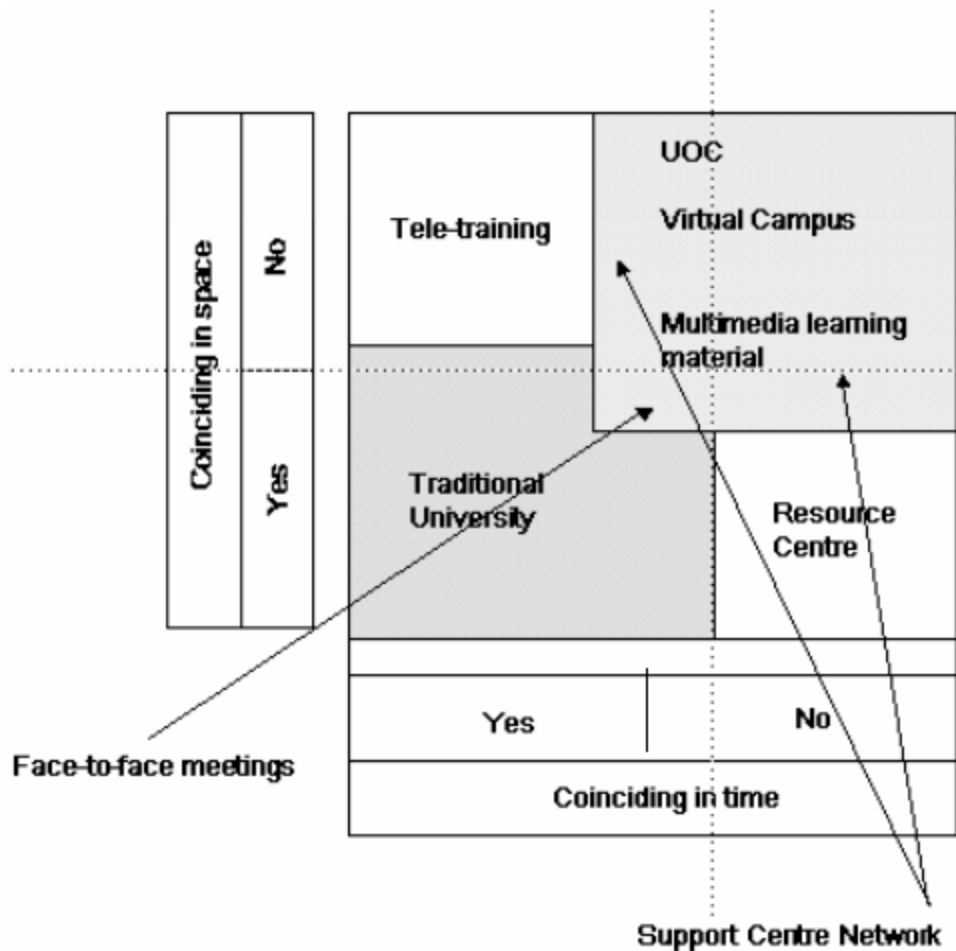 UOC
Virtual Campus
Tele-training
Multimedia learning
material
Coinciding in space
No
Yes
Traditional
University
Resource
Centre
Yes
No
Face-to-face meetings
Coinciding in time
Support Centre Network